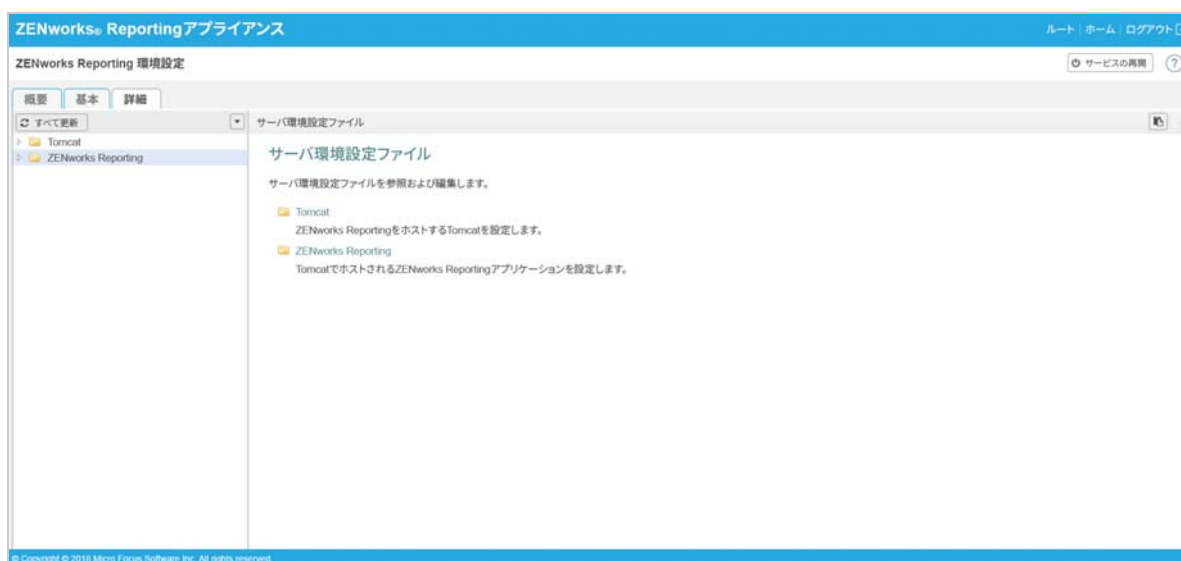 ZENworks® Reportingアプライアンス
ルート | ホーム | ログアウト
ZENworks Reporting 環境設定
サービスの再開 ?
概要 基本 詳細
すべて更新
サーバ環境設定ファイル
Tomcat
ZENworks Reporting
サーバ環境設定ファイル
サーバ環境設定ファイルを参照および編集します。
Tomcat
ZENworks ReportingをホストするTomcatを設定します。
ZENworks Reporting
TomcatでホストされるZENworks Reportingアプリケーションを設定します。
© Copyright © 2018 Micro Focus Software Inc. All rights reserved.